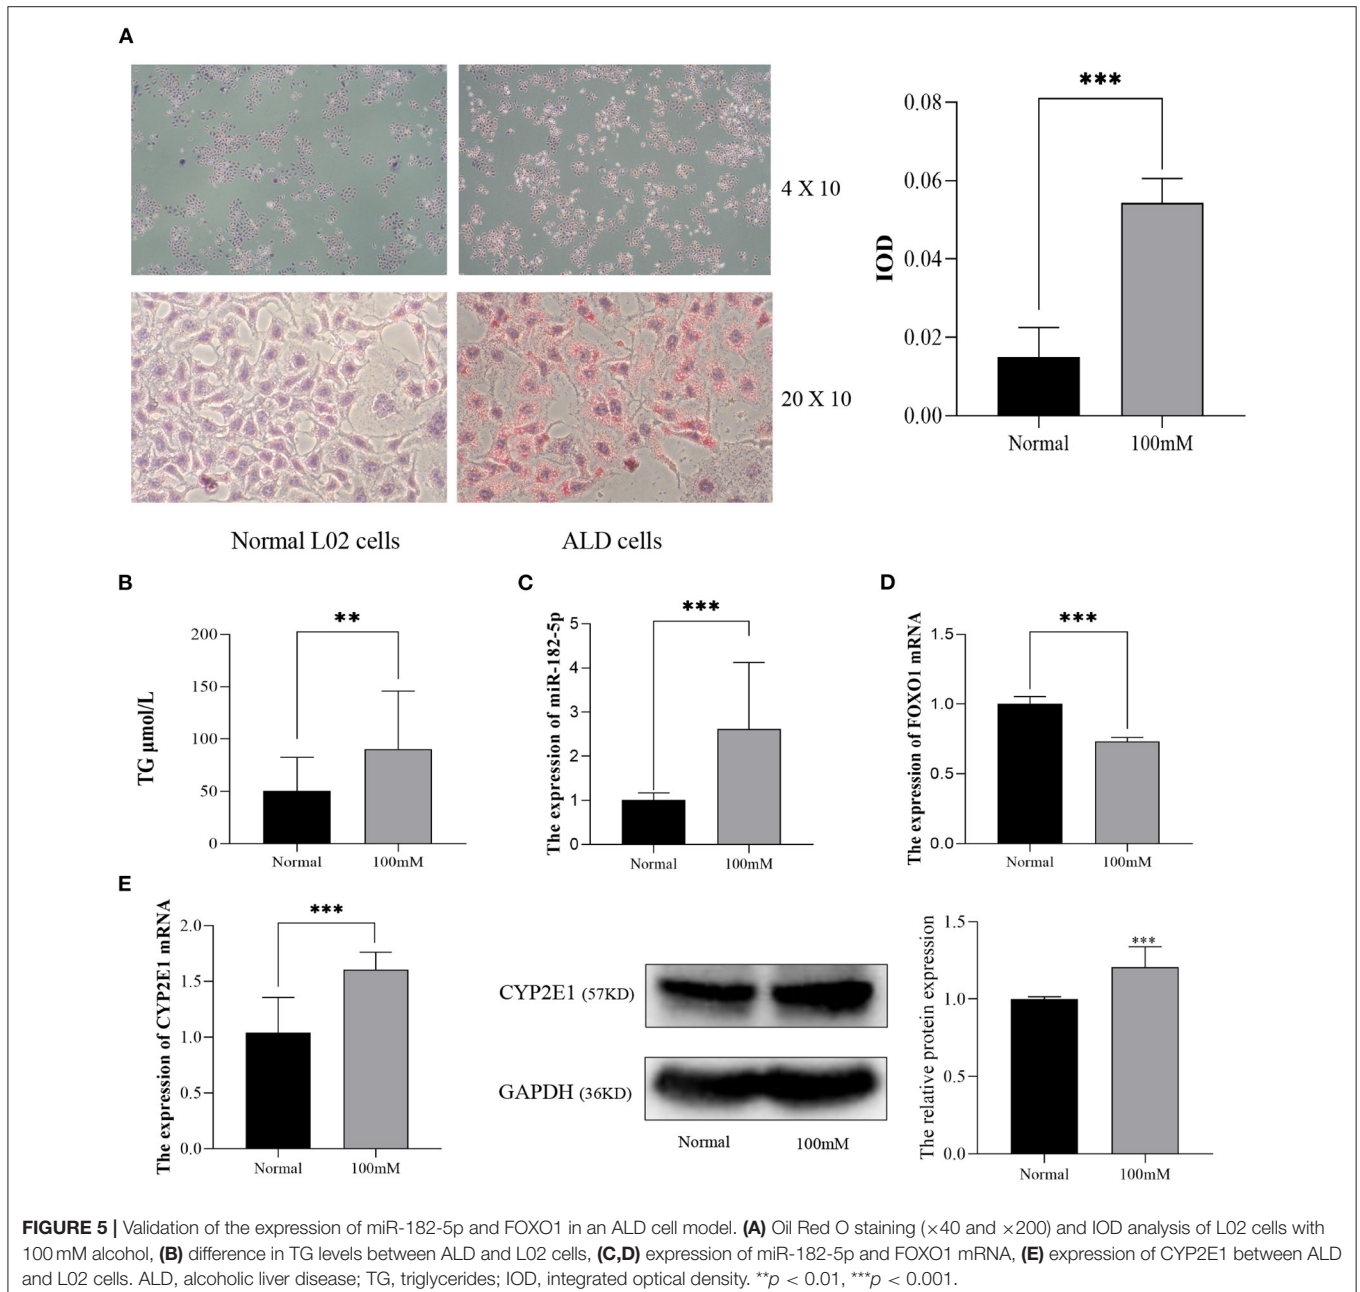 A
4 X 10
20 X 10
Normal L02 cells
ALD cells
***
IOD
0.08
0.06
0.04
0.02
0.00
Normal
100mM
B
**
TG µmol/L
200
150
100
50
0
Normal
100mM
C
***
The expression of miR-182-5p
5
4
3
2
1
0
Normal
100mM
D
***
The expression of FOXO1 mRNA
1.5
1.0
0.5
0.0
Normal
100mM
E
***
The expression of CYP2E1 mRNA
2.0
1.5
1.0
0.5
0.0
Normal
100mM
CYP2E1 (57KD)
GAPDH (36KD)
Normal
100mM
***
The relative protein expression
1.5
1.0
0.5
0.0
Normal
100mM
FIGURE 5 | Validation of the expression of miR-182-5p and FOXO1 in an ALD cell model. (A) Oil Red O staining (×40 and ×200) and IOD analysis of L02 cells with
100 mM alcohol, (B) difference in TG levels between ALD and L02 cells, (C,D) expression of miR-182-5p and FOXO1 mRNA, (E) expression of CYP2E1 between ALD
and L02 cells. ALD, alcoholic liver disease; TG, triglycerides; IOD, integrated optical density. **p < 0.01, ***p < 0.001.